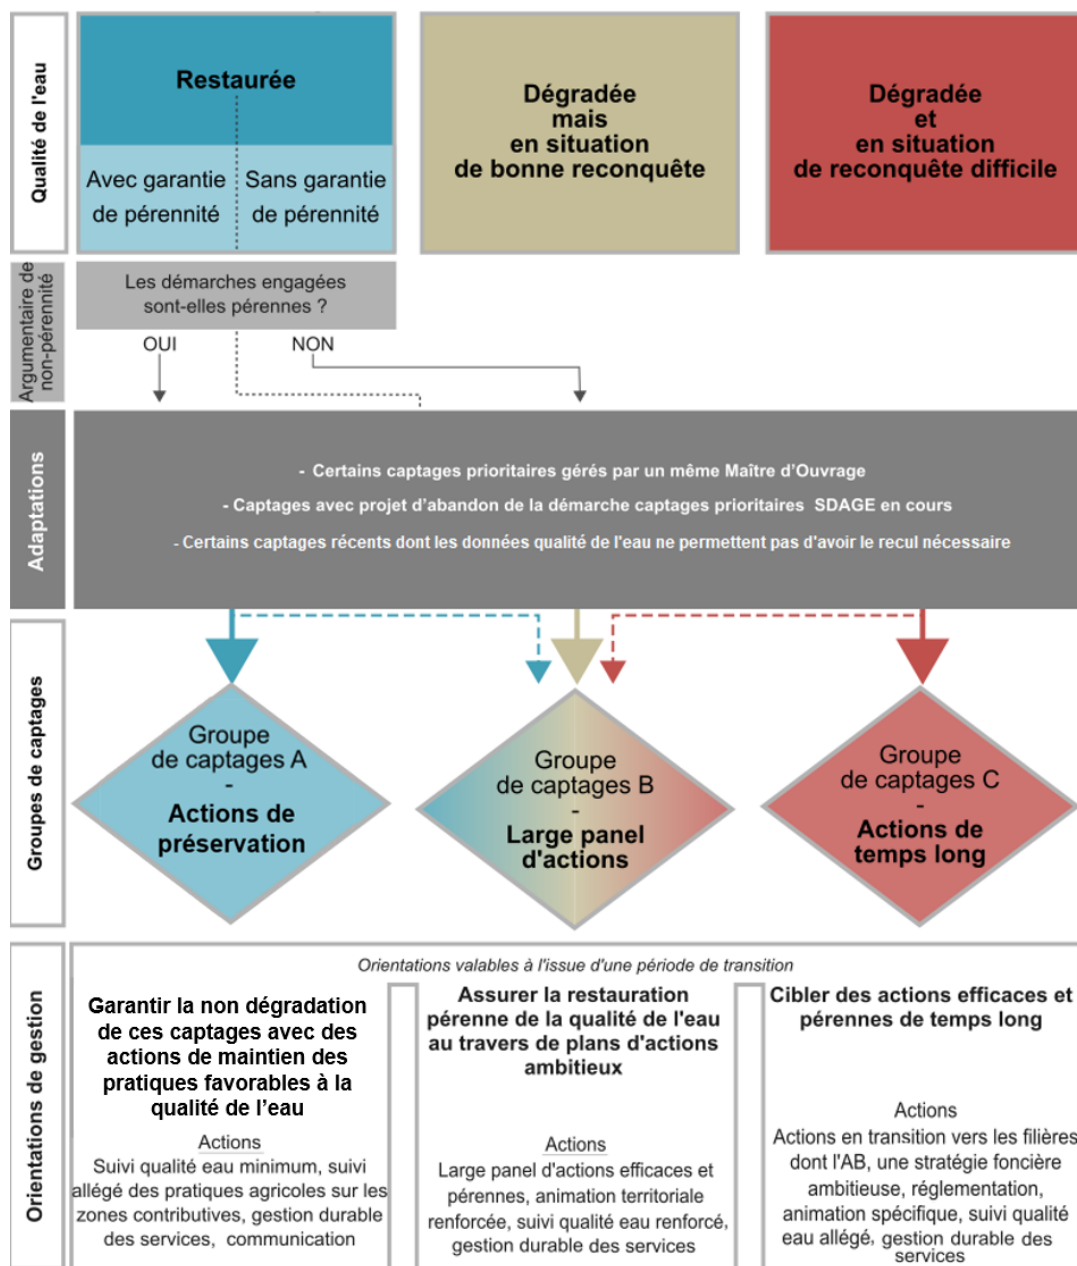 Qualité de l'eau
Restaurée
Avec garantie
de pérennité
Sans garantie
de pérennité
Dégradée
mais
en situation
de bonne reconquête
Dégradée
et
en situation
de reconquête difficile
Argumentaire de
non-pérennité
Les démarches engagées
sont-elles pérennes ?
OUI
NON
Adaptations
- Certains captages prioritaires gérés par un même Maître d'Ouvrage
- Captages avec projet d'abandon de la démarche captages prioritaires SDAGE en cours
- Certains captages récents dont les données qualité de l'eau ne permettent pas d'avoir le recul nécessaire
Groupes de captages
Groupe
de captages A
-
Actions de
préservation
Groupe
de captages B
-
Large panel
d'actions
Groupe
de captages C
-
Actions de
temps long
Orientations de gestion
Orientations valables à l'issue d'une période de transition
Garantir la non dégradation
de ces captages avec des
actions de maintien des
pratiques favorables à la
qualité de l’eau
Actions
Suivi qualité eau minimum, suivi
allégé des pratiques agricoles sur les
zones contributives, gestion durable
des services, communication
Assurer la restauration
pérenne de la qualité de l'eau
au travers de plans d'actions
ambitieux
Actions
Large panel d'actions efficaces et
pérennes, animation territoriale
renforcée, suivi qualité eau renforcé,
gestion durable des services
Cibler des actions efficaces et
pérennes de temps long
Actions
Actions en transition vers les filières
dont l'AB, une stratégie foncière
ambitieuse, réglementation,
animation spécifique, suivi qualité
eau allégé, gestion durable des
services